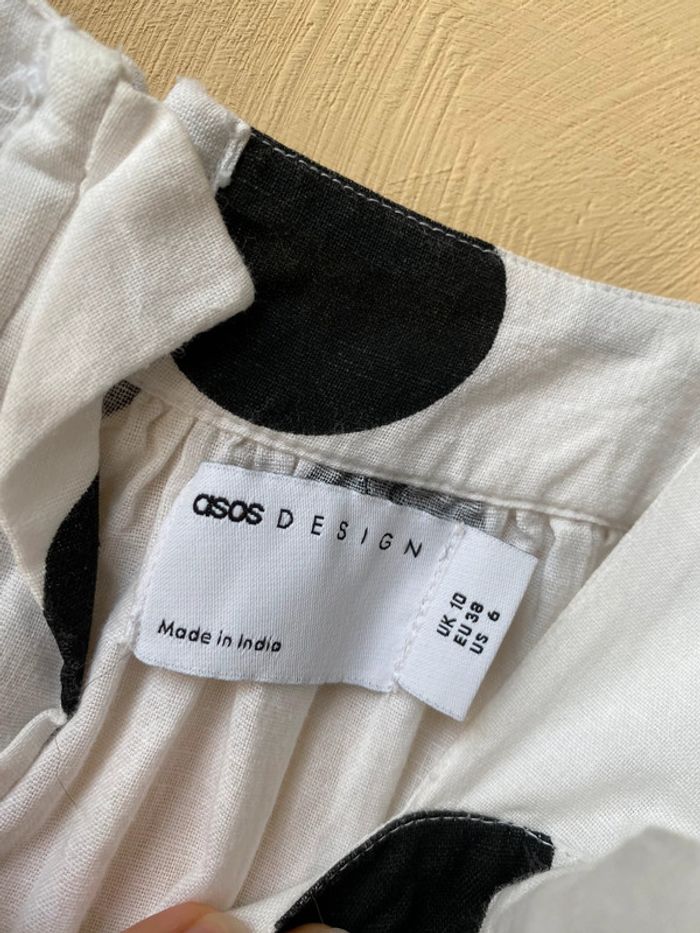 asos DESIGN
Made in India
UK 10
EU 38
US 6